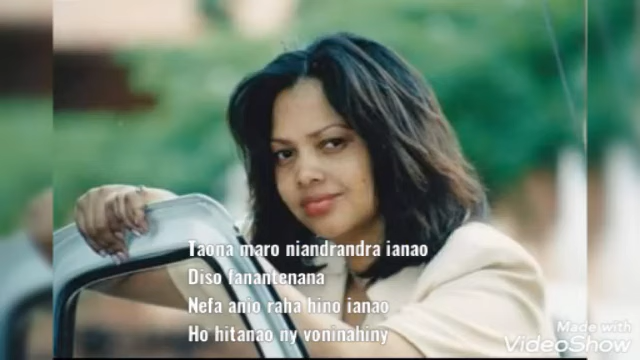 Taona maro niandrandra ianao
Diso fanantenana
Nefa anio raha hino ianao
Ho hitanao ny voninahiny
Made with
VideoShow